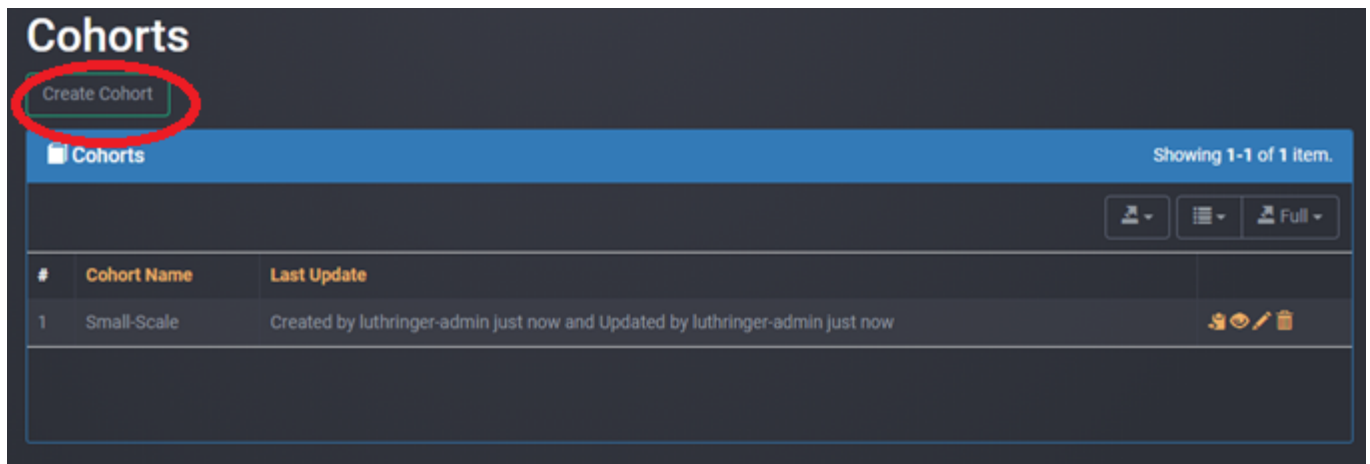 Cohorts
Create Cohort
Cohorts Showing 1-1 of 1 item.
Full
# Cohort Name Last Update
1 Small-Scale Created by luthringer-admin just now and Updated by luthringer-admin just now